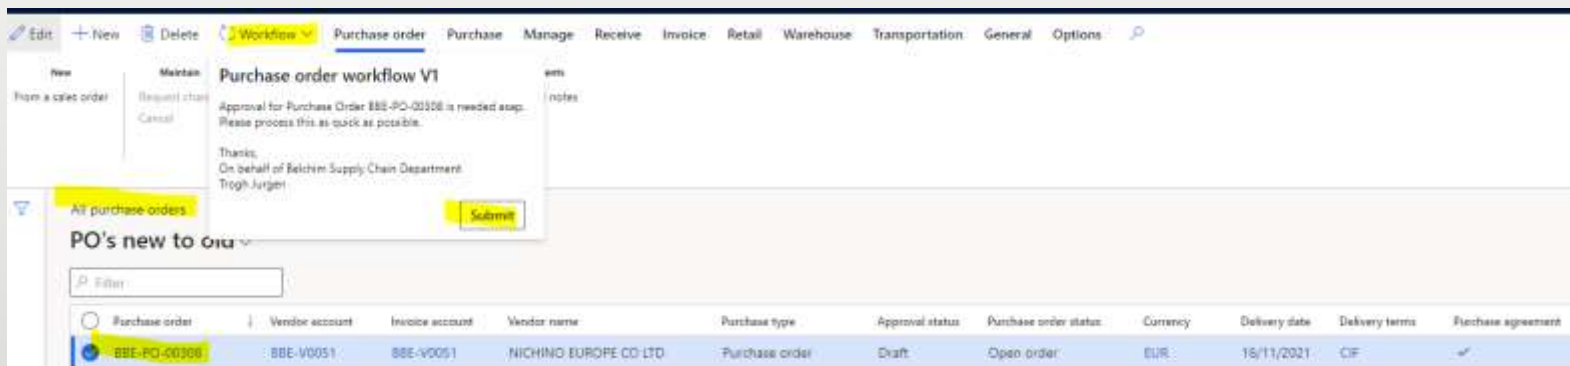 Edit New Delete Workflow Purchase order Purchase Manage Receive Invoice Retail Warehouse Transportation General Options
New Maintain
From a sales order Request
Cancel
notes
Purchase order workflow V1
Approval for Purchase Order BBE-PO-00308 is needed asap.
Please process this as quick as possible.
Thanks,
On behalf of Belchim Supply Chain Department
Trogh Jurgen
Submit
All purchase orders
PO's new to old
Filter
Purchase order Vendor account Invoice account Vendor name Purchase type Approval status Purchase order status Currency Delivery date Delivery terms Purchase agreement
BBE-PO-00308 BBE-V0051 BBE-V0051 NICHINO EUROPE CO LTD Purchase order Draft Open order EUR 16/11/2021 CIF